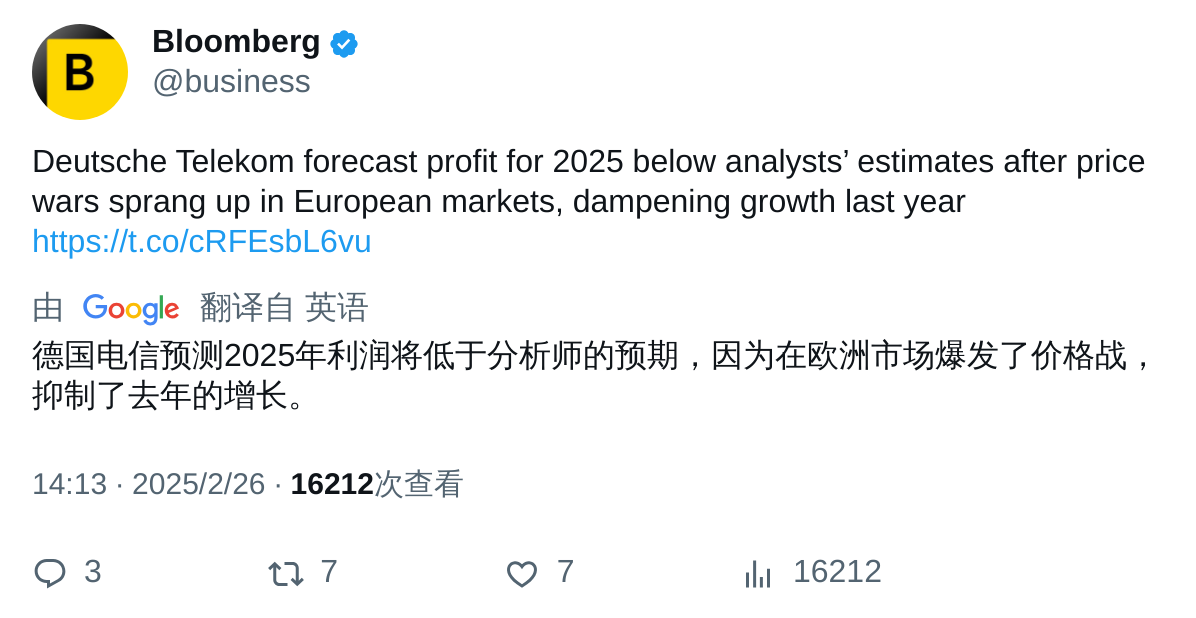 B
Bloomberg
@business
Deutsche Telekom forecast profit for 2025 below analysts’ estimates after price
wars sprang up in European markets, dampening growth last year
https://t.co/cRFEsbL6vu
由 Google 翻译自 英语
德国电信预测2025年利润将低于分析师的预期，因为在欧洲市场爆发了价格战，
抑制了去年的增长。
14:13 · 2025/2/26 · 16212次查看
3 7 7 16212